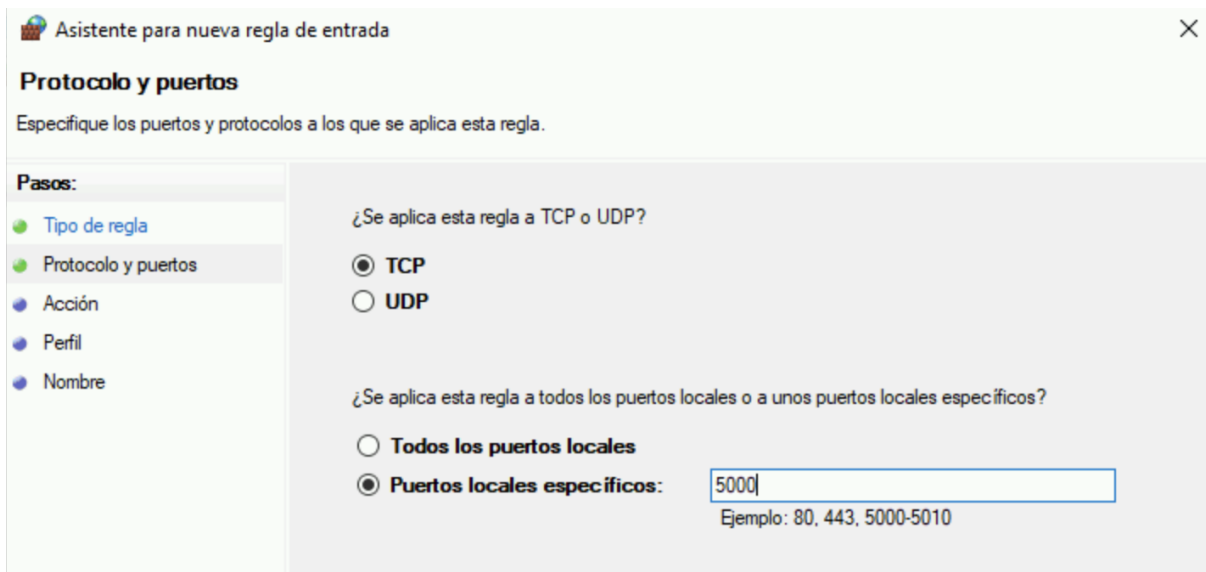 Asistente para nueva regla de entrada
Protocolo y puertos
Especifique los puertos y protocolos a los que se aplica esta regla.
Pasos:
Tipo de regla
Protocolo y puertos
Acción
Perfil
Nombre
¿Se aplica esta regla a TCP o UDP?
TCP
UDP
¿Se aplica esta regla a todos los puertos locales o a unos puertos locales específicos?
Todos los puertos locales
Puertos locales específicos: 5000
Ejemplo: 80, 443, 5000-5010